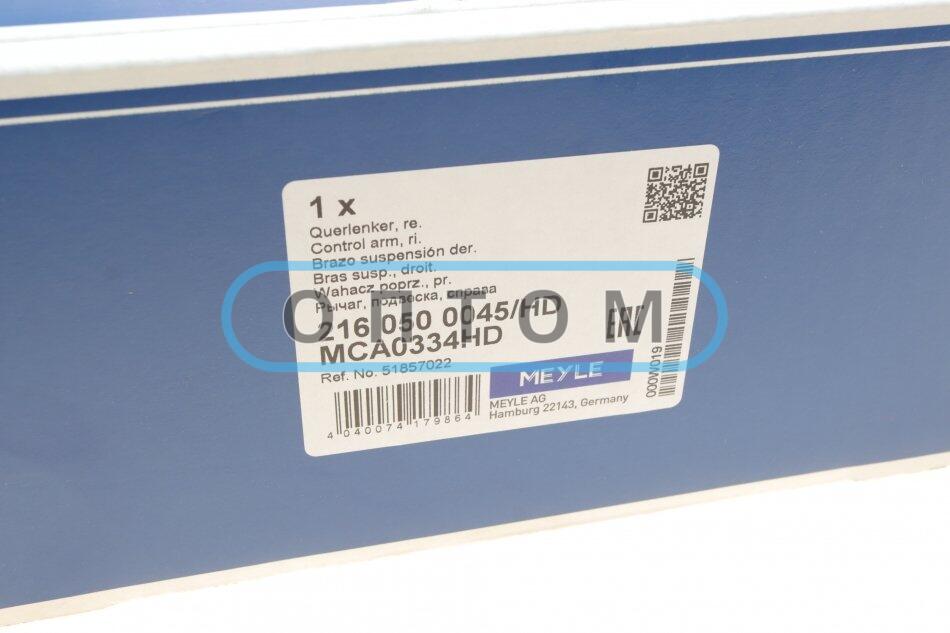 1 x
Querlenker, re.
Control arm, ri.
Brazo suspensión der.
Bras susp., droit.
Wahacz poprz., pr.
Рычаг, подвеска, справа
216 050 0045/HD
MCA0334HD
Ref. No. 51857022
4 040074 179864
MEYLE
MEYLE AG
Hamburg 22143, Germany
EAC
000W019
ОПТОМ